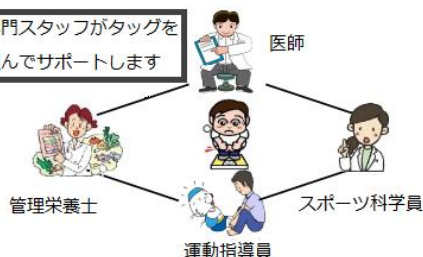 門スタッフがタッグを
んでサポートします
医師
管理栄養士
スポーツ科学員
運動指導員